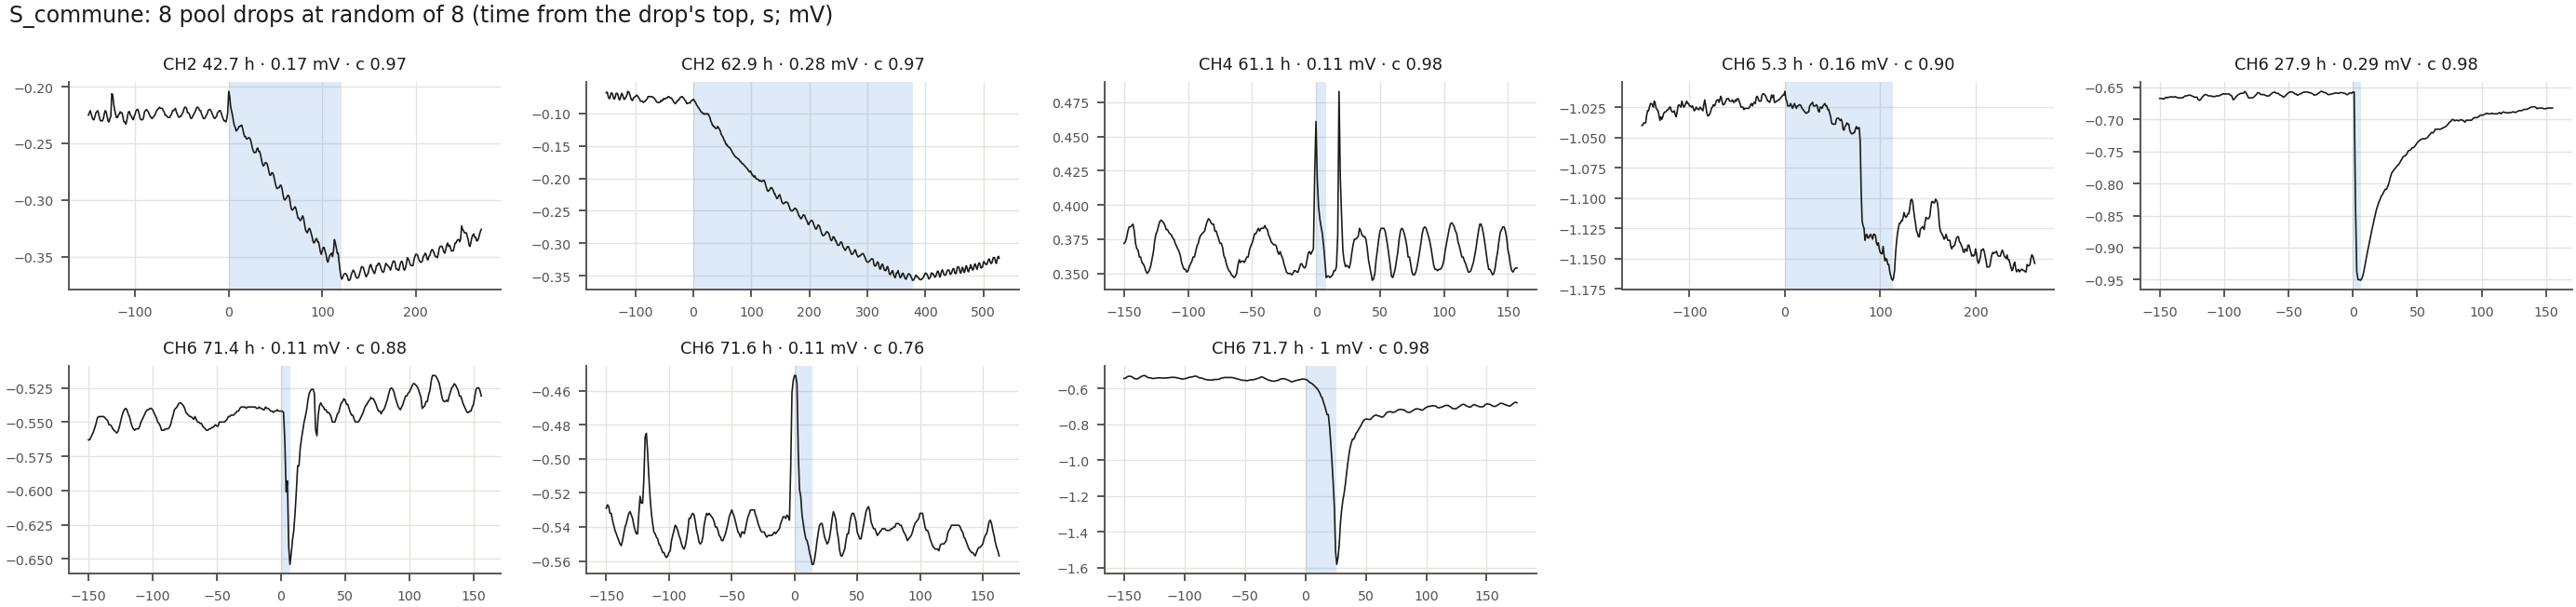 S_commune: 8 pool drops at random of 8 (time from the drop's top, s; mV)
CH2 42.7 h · 0.17 mV · c 0.97
−0.20
−0.25
−0.30
−0.35
−100 0 100 200
CH2 62.9 h · 0.28 mV · c 0.97
−0.10
−0.15
−0.20
−0.25
−0.30
−0.35
−100 0 100 200 300 400 500
CH4 61.1 h · 0.11 mV · c 0.98
0.475
0.450
0.425
0.400
0.375
0.350
−150 −100 −50 0 50 100 150
CH6 5.3 h · 0.16 mV · c 0.90
−1.025
−1.050
−1.075
−1.100
−1.125
−1.150
−1.175
−100 0 100 200
CH6 27.9 h · 0.29 mV · c 0.98
−0.65
−0.70
−0.75
−0.80
−0.85
−0.90
−0.95
−150 −100 −50 0 50 100 150
CH6 71.4 h · 0.11 mV · c 0.88
−0.525
−0.550
−0.575
−0.600
−0.625
−0.650
−150 −100 −50 0 50 100 150
CH6 71.6 h · 0.11 mV · c 0.76
−0.46
−0.48
−0.50
−0.52
−0.54
−0.56
−150 −100 −50 0 50 100 150
CH6 71.7 h · 1 mV · c 0.98
−0.6
−0.8
−1.0
−1.2
−1.4
−1.6
−150 −100 −50 0 50 100 150